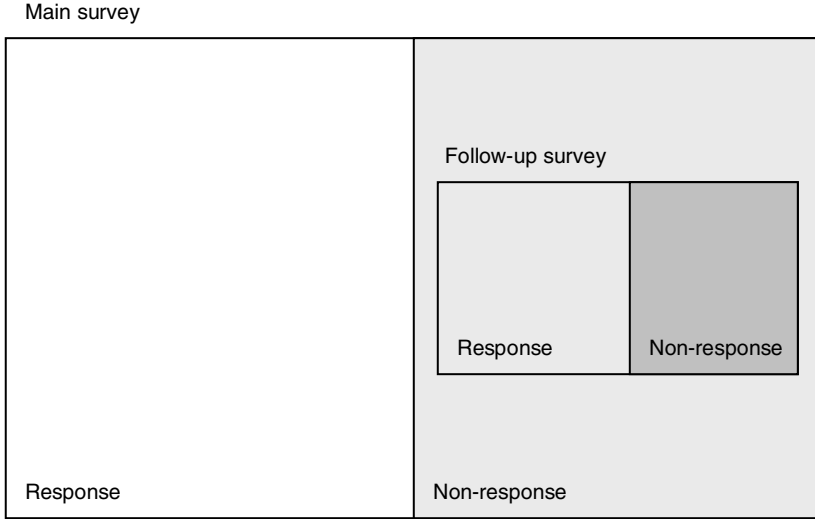 Main survey
Follow-up survey
Response
Non-response
Response
Non-response